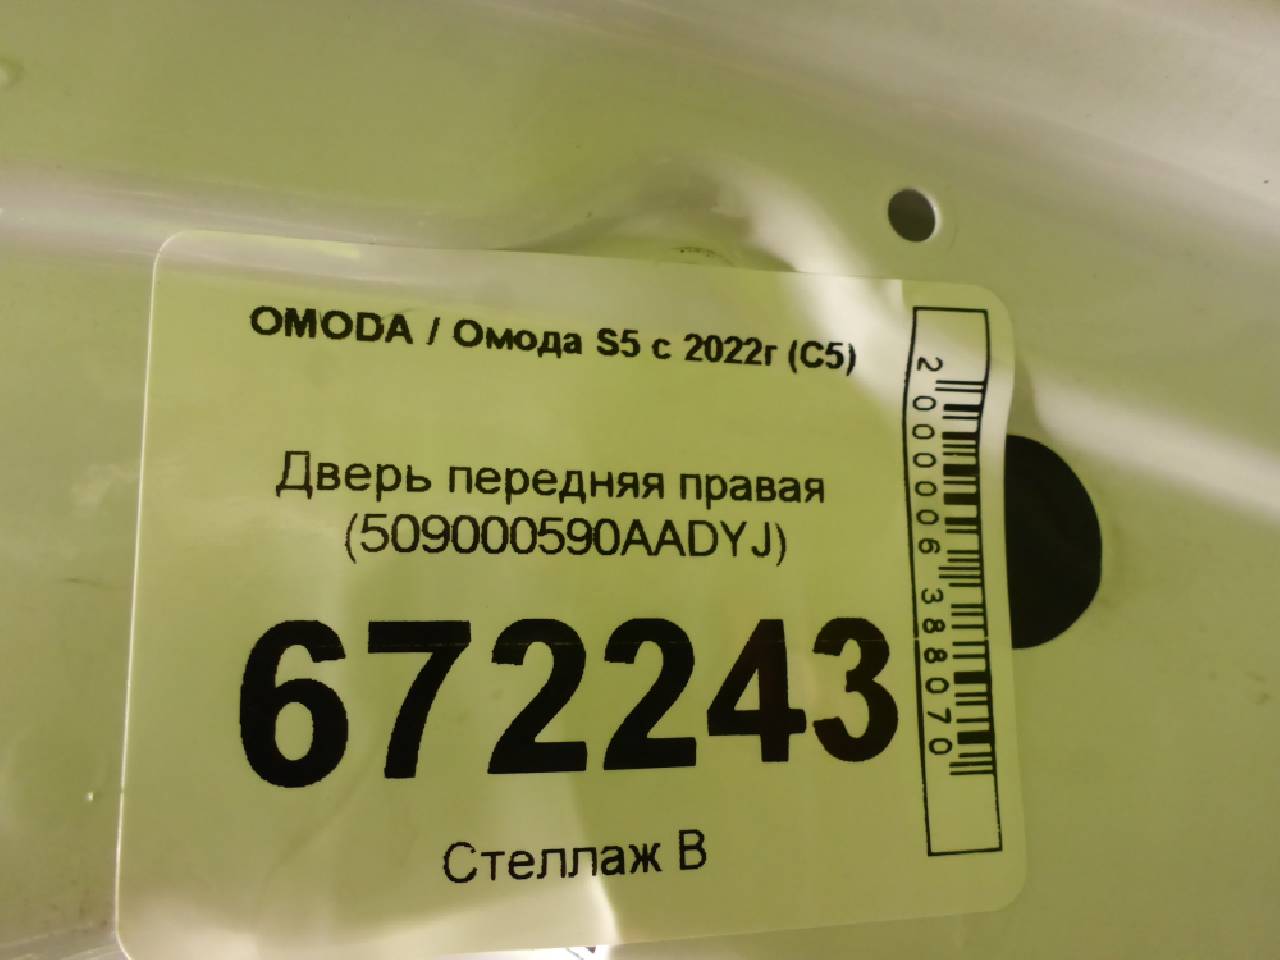 OMODA / Омода S5 с 2022г (C5)
Дверь передняя правая
(509000590AADYJ)
672243
Стеллаж В
2000006388070